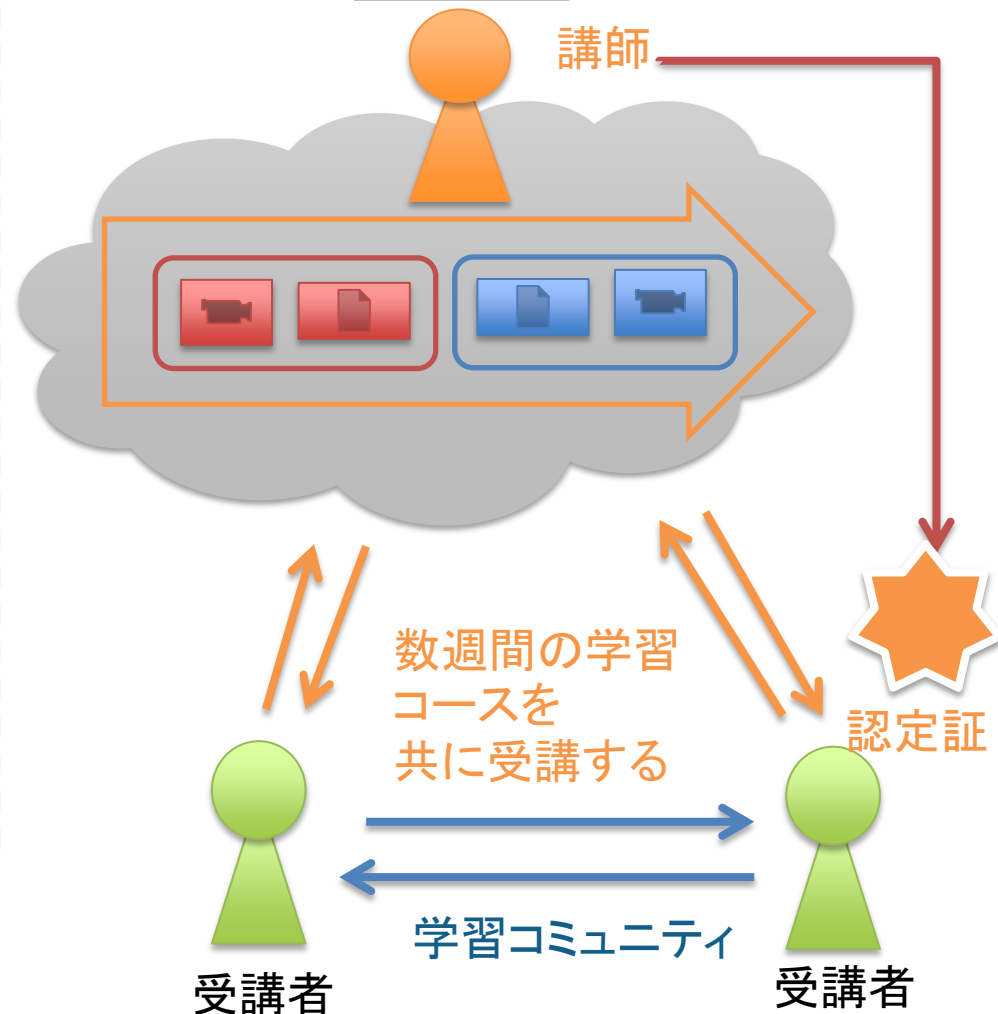 講師
数週間の学習
コースを
共に受講する
認定証
学習コミュニティ
受講者
受講者